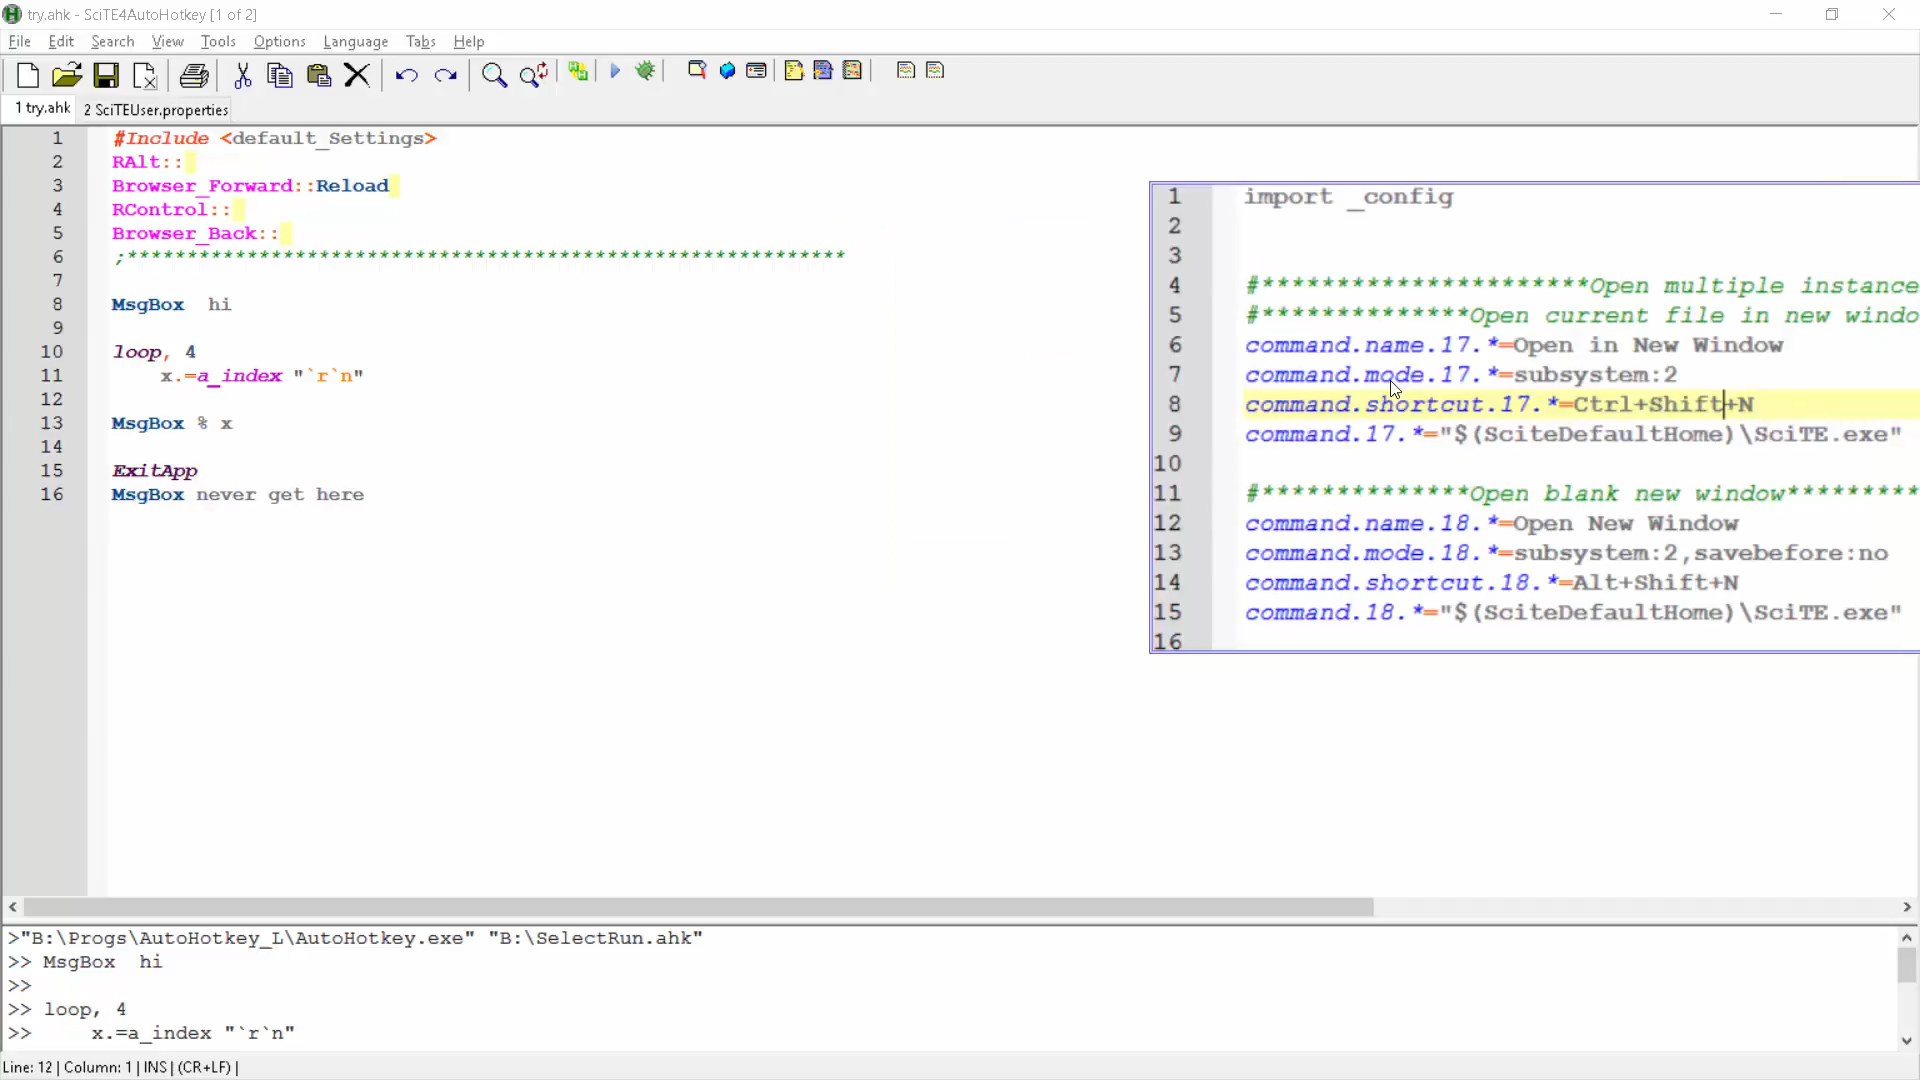 try.ahk - SciTE4AutoHotkey [1 of 2]
File Edit Search View Tools Options Language Tabs Help
1 try.ahk 2 SciTEUser.properties
1 #Include <default_Settings>
2 RAlt::
3 Browser_Forward::Reload
4 RControl::
5 Browser_Back::
6 ;************************************************************
7
8 MsgBox  hi
9
10 loop, 4
11     x.=a_index "`r`n"
12
13 MsgBox % x
14
15 ExitApp
16 MsgBox never get here
1 import _config
2
3
4 #**********************Open multiple instance
5 #**************Open current file in new windo
6 command.name.17.*=Open in New Window
7 command.mode.17.*=subsystem:2
8 command.shortcut.17.*=Ctrl+Shift+N
9 command.17.*="$(SciteDefaultHome)\SciTE.exe"
10
11 #**************Open blank new window*********
12 command.name.18.*=Open New Window
13 command.mode.18.*=subsystem:2,savebefore:no
14 command.shortcut.18.*=Alt+Shift+N
15 command.18.*="$(SciteDefaultHome)\SciTE.exe"
16
>"B:\Progs\AutoHotkey_L\AutoHotkey.exe" "B:\SelectRun.ahk"
>> MsgBox  hi
>>
>> loop, 4
>>     x.=a_index "`r`n"
Line: 12 | Column: 1 | INS | (CR+LF) |